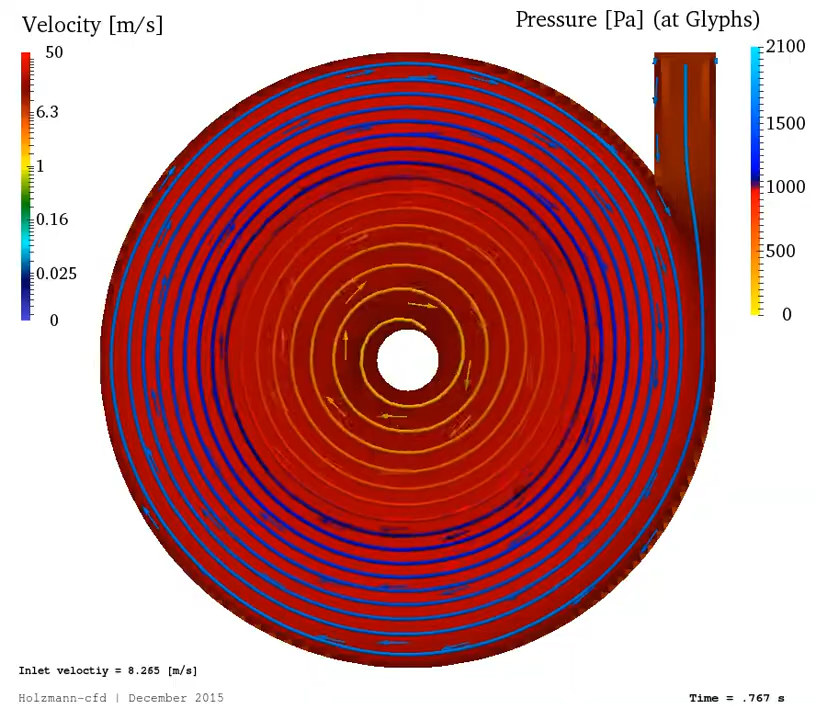 Velocity [m/s]
Pressure [Pa] (at Glyphs)
50
6.3
1
0.16
0.025
0
2100
1500
1000
500
0
Inlet veloctiy = 8.265 [m/s]
Holzmann-cfd | December 2015
Time = .767 s